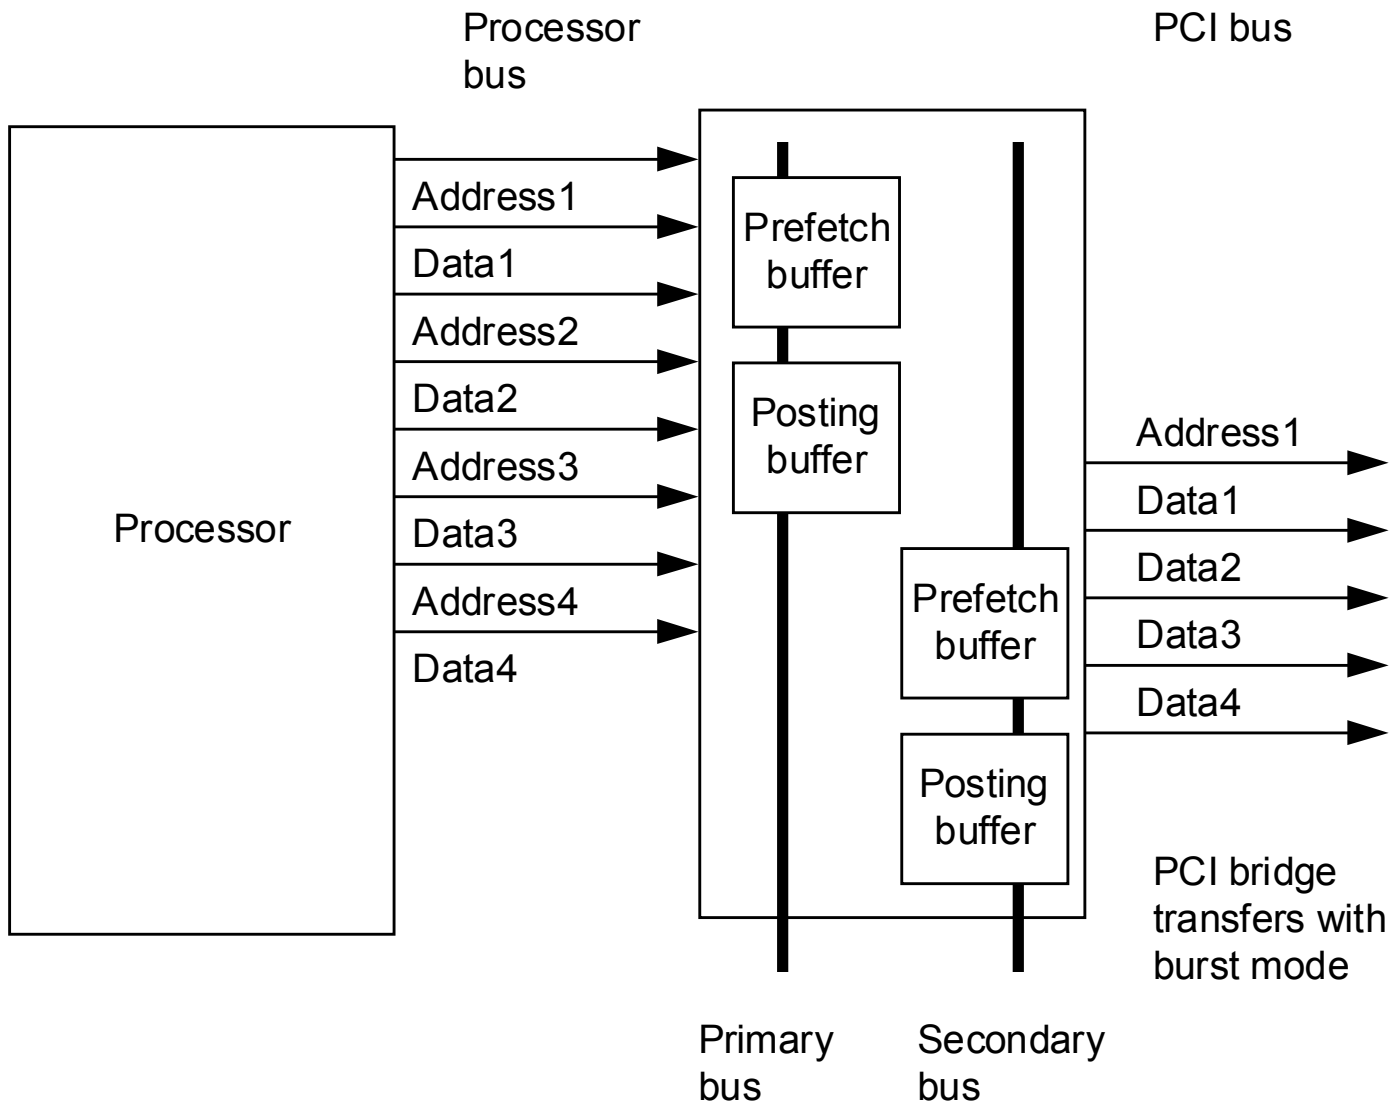 Processor
bus
PCI bus
Address1
Data1
Address2
Data2
Address3
Data3
Address4
Data4
Processor
Prefetch
buffer
Posting
buffer
Prefetch
buffer
Posting
buffer
Address1
Data1
Data2
Data3
Data4
PCI bridge
transfers with
burst mode
Primary
bus
Secondary
bus